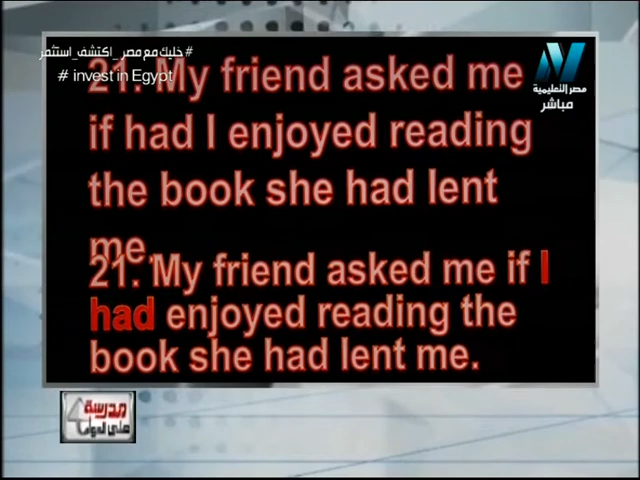 #خليك_مع_مصر_اكتشف_استثمر
# invest in Egypt
مصر التعليمية
مباشر
21. My friend asked me
if had I enjoyed reading
the book she had lent
me.
21. My friend asked me if I
had enjoyed reading the
book she had lent me.
مدرسة
على الهواء